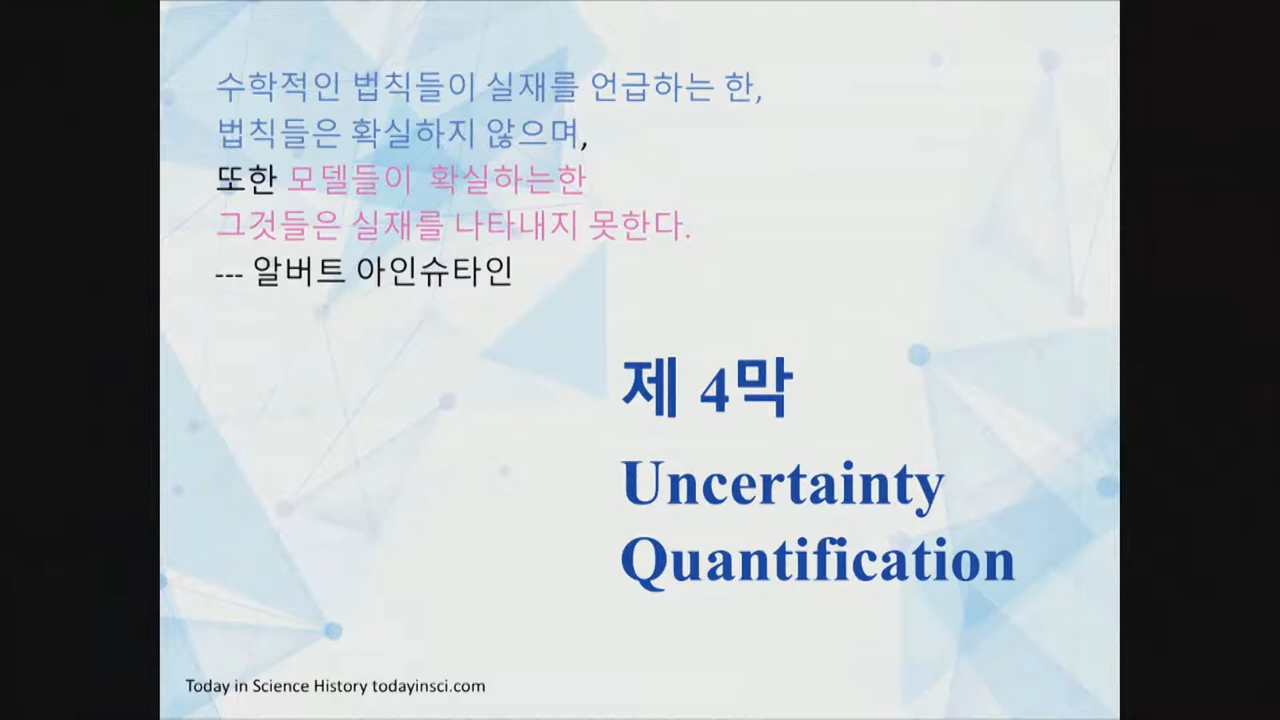 수학적인 법칙들이 실재를 언급하는 한,
법칙들은 확실하지 않으며,
또한 모델들이 확실하는한
그것들은 실재를 나타내지 못한다.
--- 알버트 아인슈타인
제 4막
Uncertainty
Quantification
Today in Science History todayinsci.com